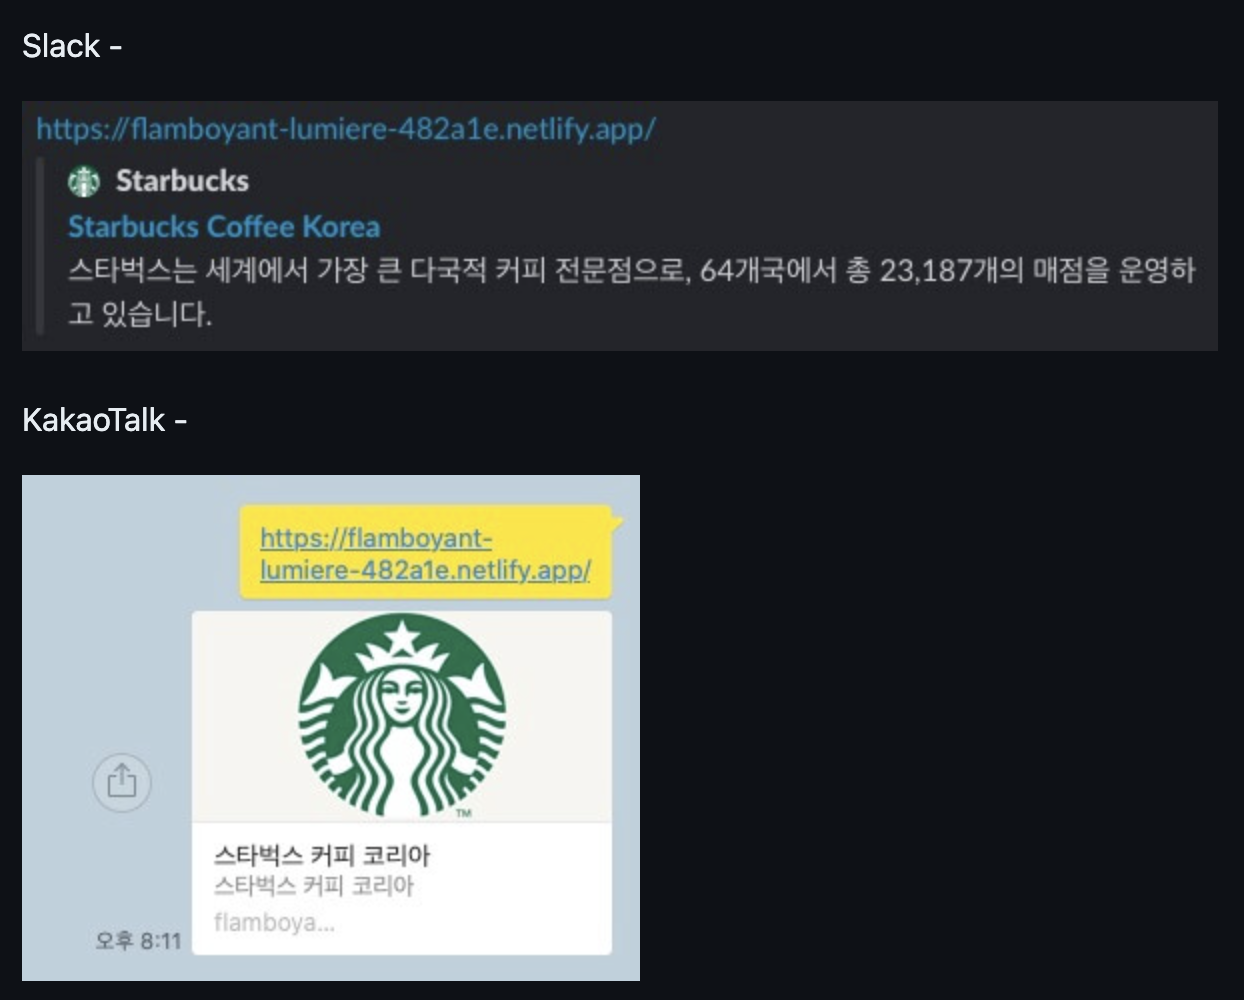 Slack -
https://flamboyant-lumiere-482a1e.netlify.app/
Starbucks
Starbucks Coffee Korea
스타벅스는 세계에서 가장 큰 다국적 커피 전문점으로, 64개국에서 총 23,187개의 매점을 운영하
고 있습니다.
KakaoTalk -
https://flamboyant-
lumiere-482a1e.netlify.app/
TM
스타벅스 커피 코리아
스타벅스 커피 코리아
flamboya...
오후 8:11